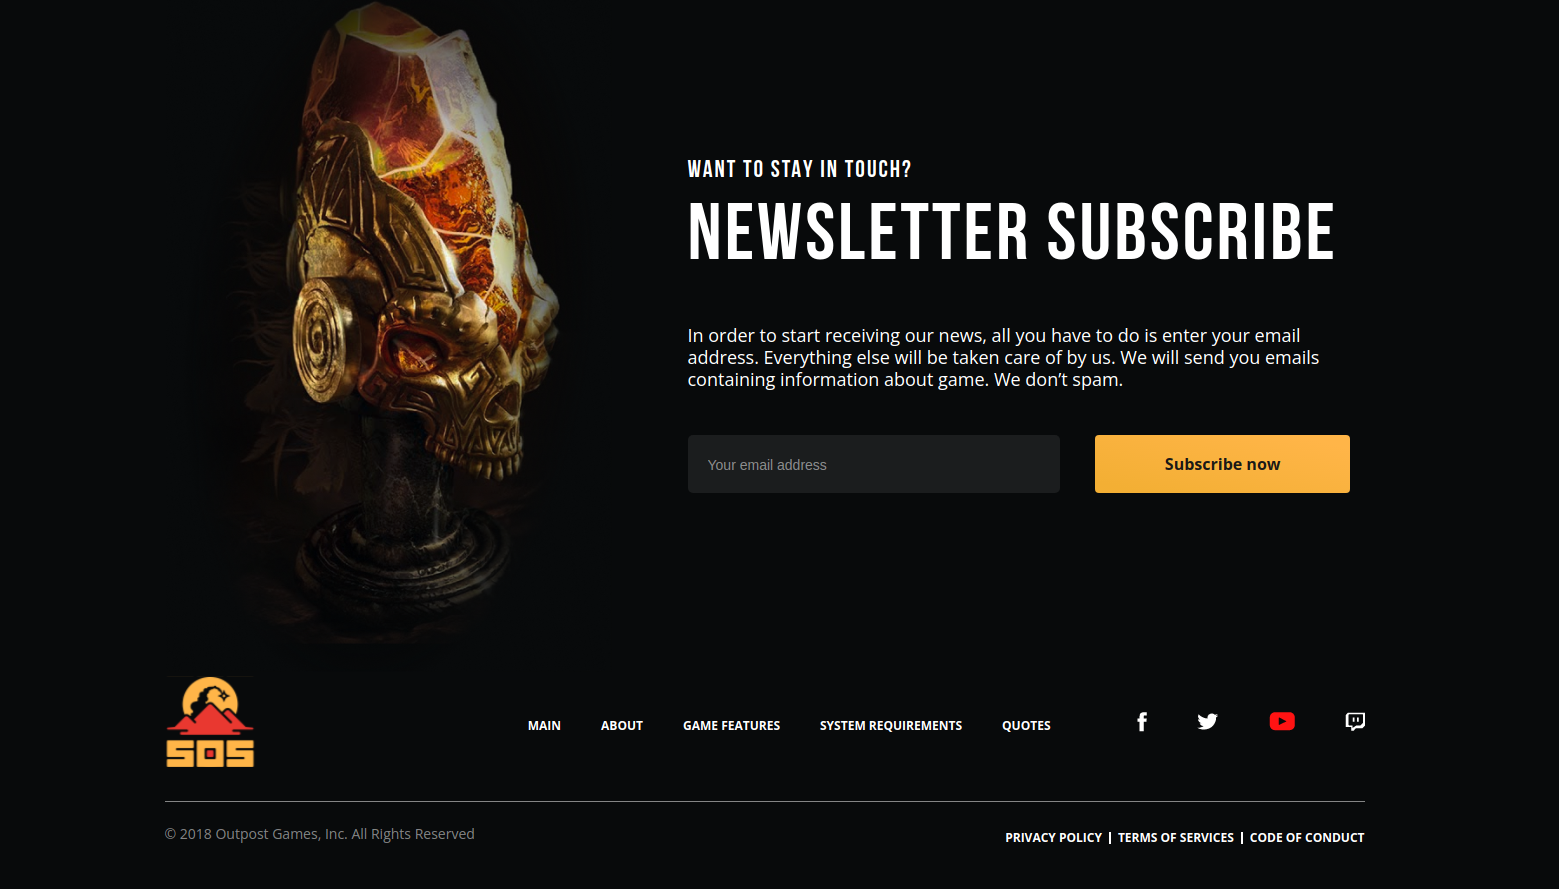 WANT TO STAY IN TOUCH?
NEWSLETTER SUBSCRIBE
In order to start receiving our news, all you have to do is enter your email
address. Everything else will be taken care of by us. We will send you emails
containing information about game. We don’t spam.
Your email address
Subscribe now
SOS
MAIN
ABOUT
GAME FEATURES
SYSTEM REQUIREMENTS
QUOTES
© 2018 Outpost Games, Inc. All Rights Reserved
PRIVACY POLICY | TERMS OF SERVICES | CODE OF CONDUCT